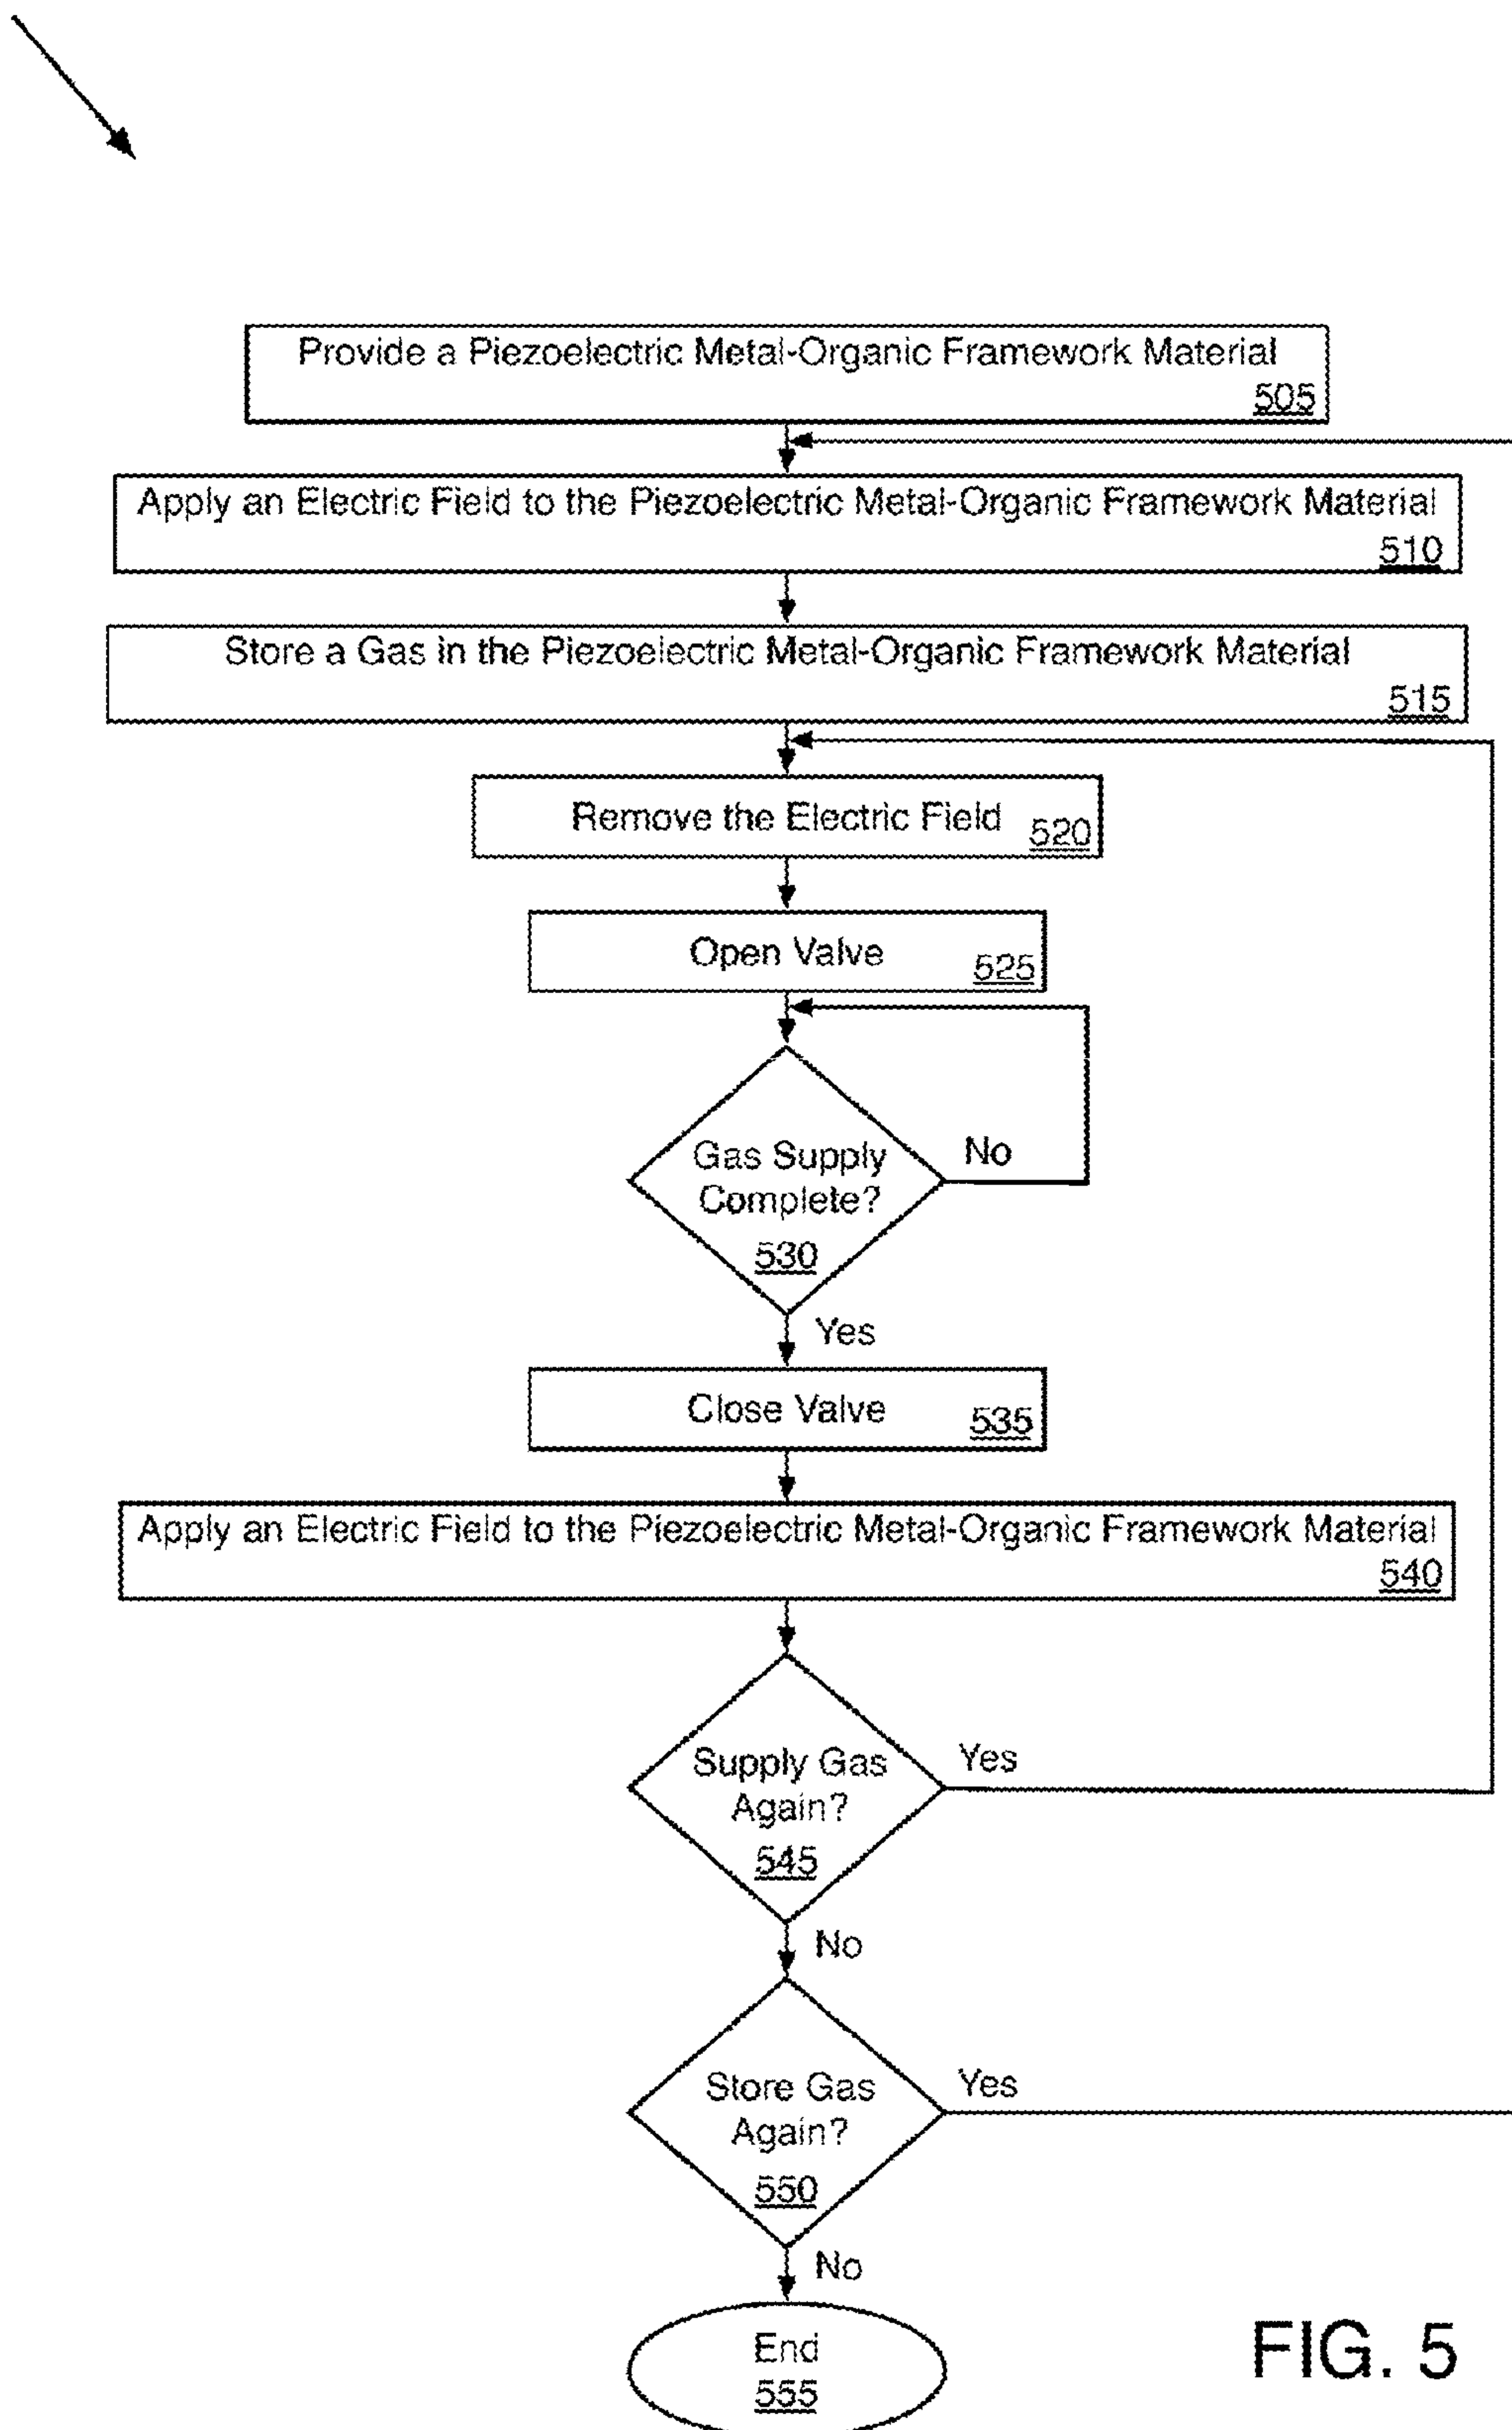 Provide a Piezoelectric Metal-Organic Framework Material
505
Apply an Electric Field to the Piezoelectric Metal-Organic Framework Material
510
Store a Gas in the Piezoelectric Metal-Organic Framework Material
515
Remove the Electric Field
520
Open Valve
525
Gas Supply
Complete?
530
No
Yes
Close Valve
535
Apply an Electric Field to the Piezoelectric Metal-Organic Framework Material
540
Supply Gas
Again?
545
Yes
No
Store Gas
Again?
550
Yes
No
End
555
FIG. 5